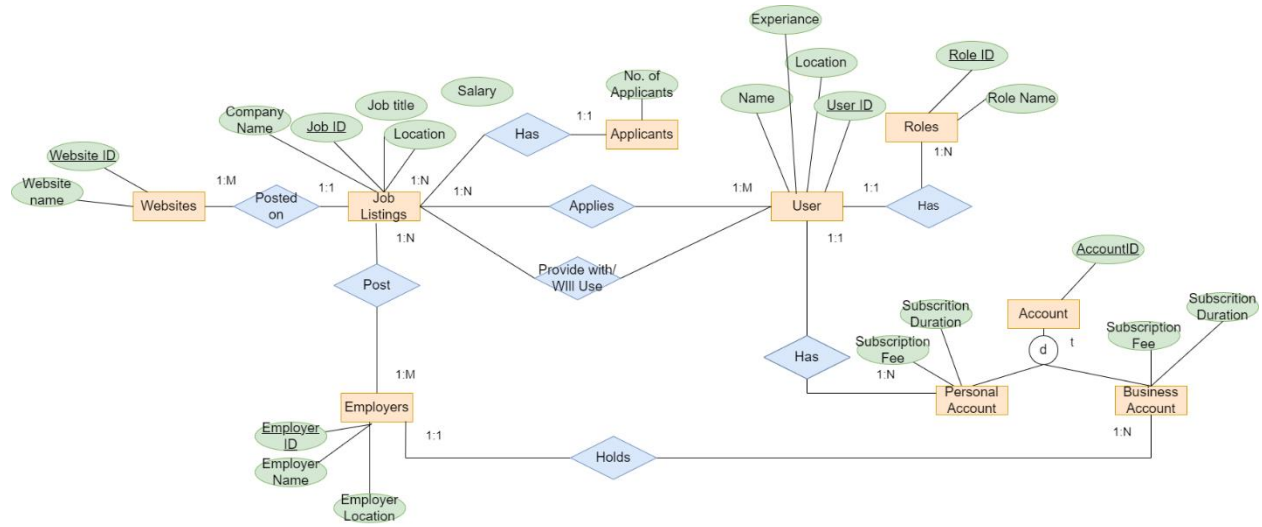 Experiance
Location
Role ID
No. of
Applicants
Salary
Job title
Name
User ID
Role Name
Company
Name
Job ID
Location
Has
1:1
Applicants
Roles
Website ID
1:N
Website
name
1:M
1:1
1:N
1:N
1:M
1:1
Websites
Posted
on
Job
Listings
Applies
User
Has
1:N
1:1
AccountID
Post
Provide with/
WIll Use
Subscrition
Duration
Subscrition
Duration
Account
Subscription
Fee
d
t
Subscription
Fee
Has
1:N
1:M
Personal
Account
Business
Account
Employers
1:N
Employer
ID
1:1
Holds
Employer
Name
Employer
Location